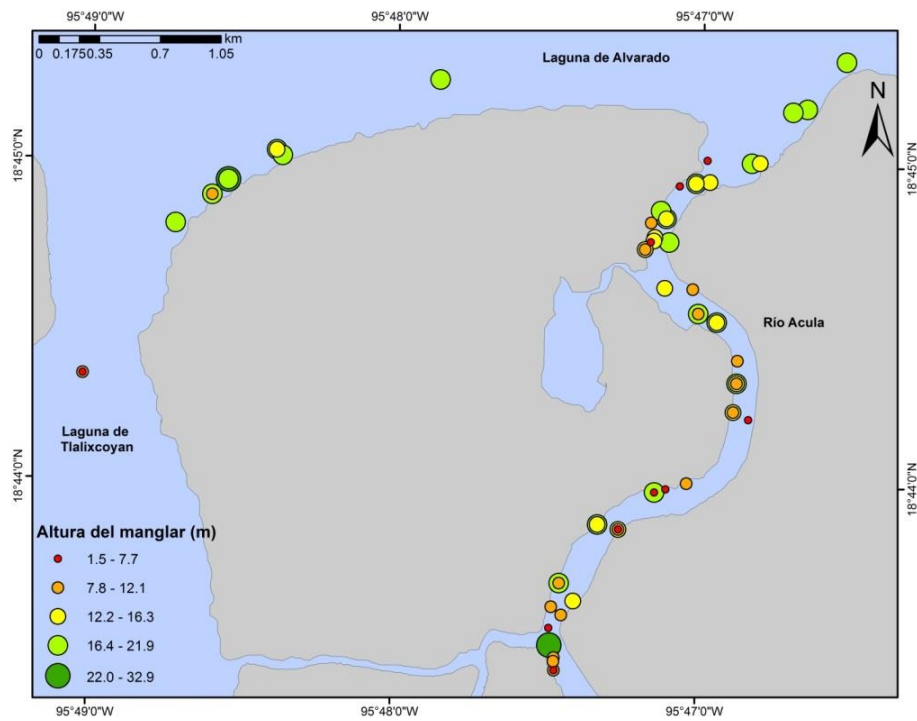 95°49'0"W 95°48'0"W 95°47'0"W
km
0 0.175 0.35 0.7 1.05
Laguna de Alvarado
N
18°45'0"N 18°45'0"N
Río Acula
Laguna de
Tlalixcoyan
18°44'0"N 18°44'0"N
Altura del manglar (m)
1.5 - 7.7
7.8 - 12.1
12.2 - 16.3
16.4 - 21.9
22.0 - 32.9
95°49'0"W 95°48'0"W 95°47'0"W